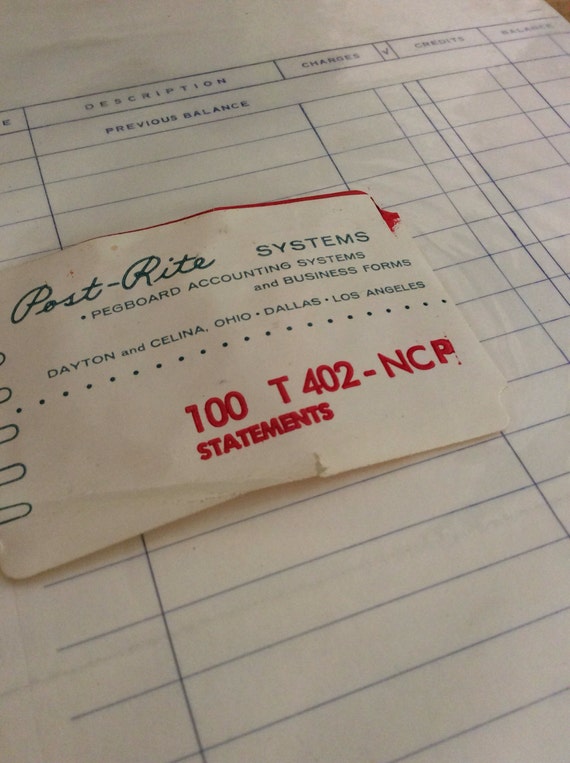 E DESCRIPTION CHARGES √ CREDITS BALANCE
PREVIOUS BALANCE
Post-Rite SYSTEMS
• PEGBOARD ACCOUNTING SYSTEMS
and BUSINESS FORMS
DAYTON and CELINA, OHIO • DALLAS • LOS ANGELES
100 T 402-NCR
STATEMENTS